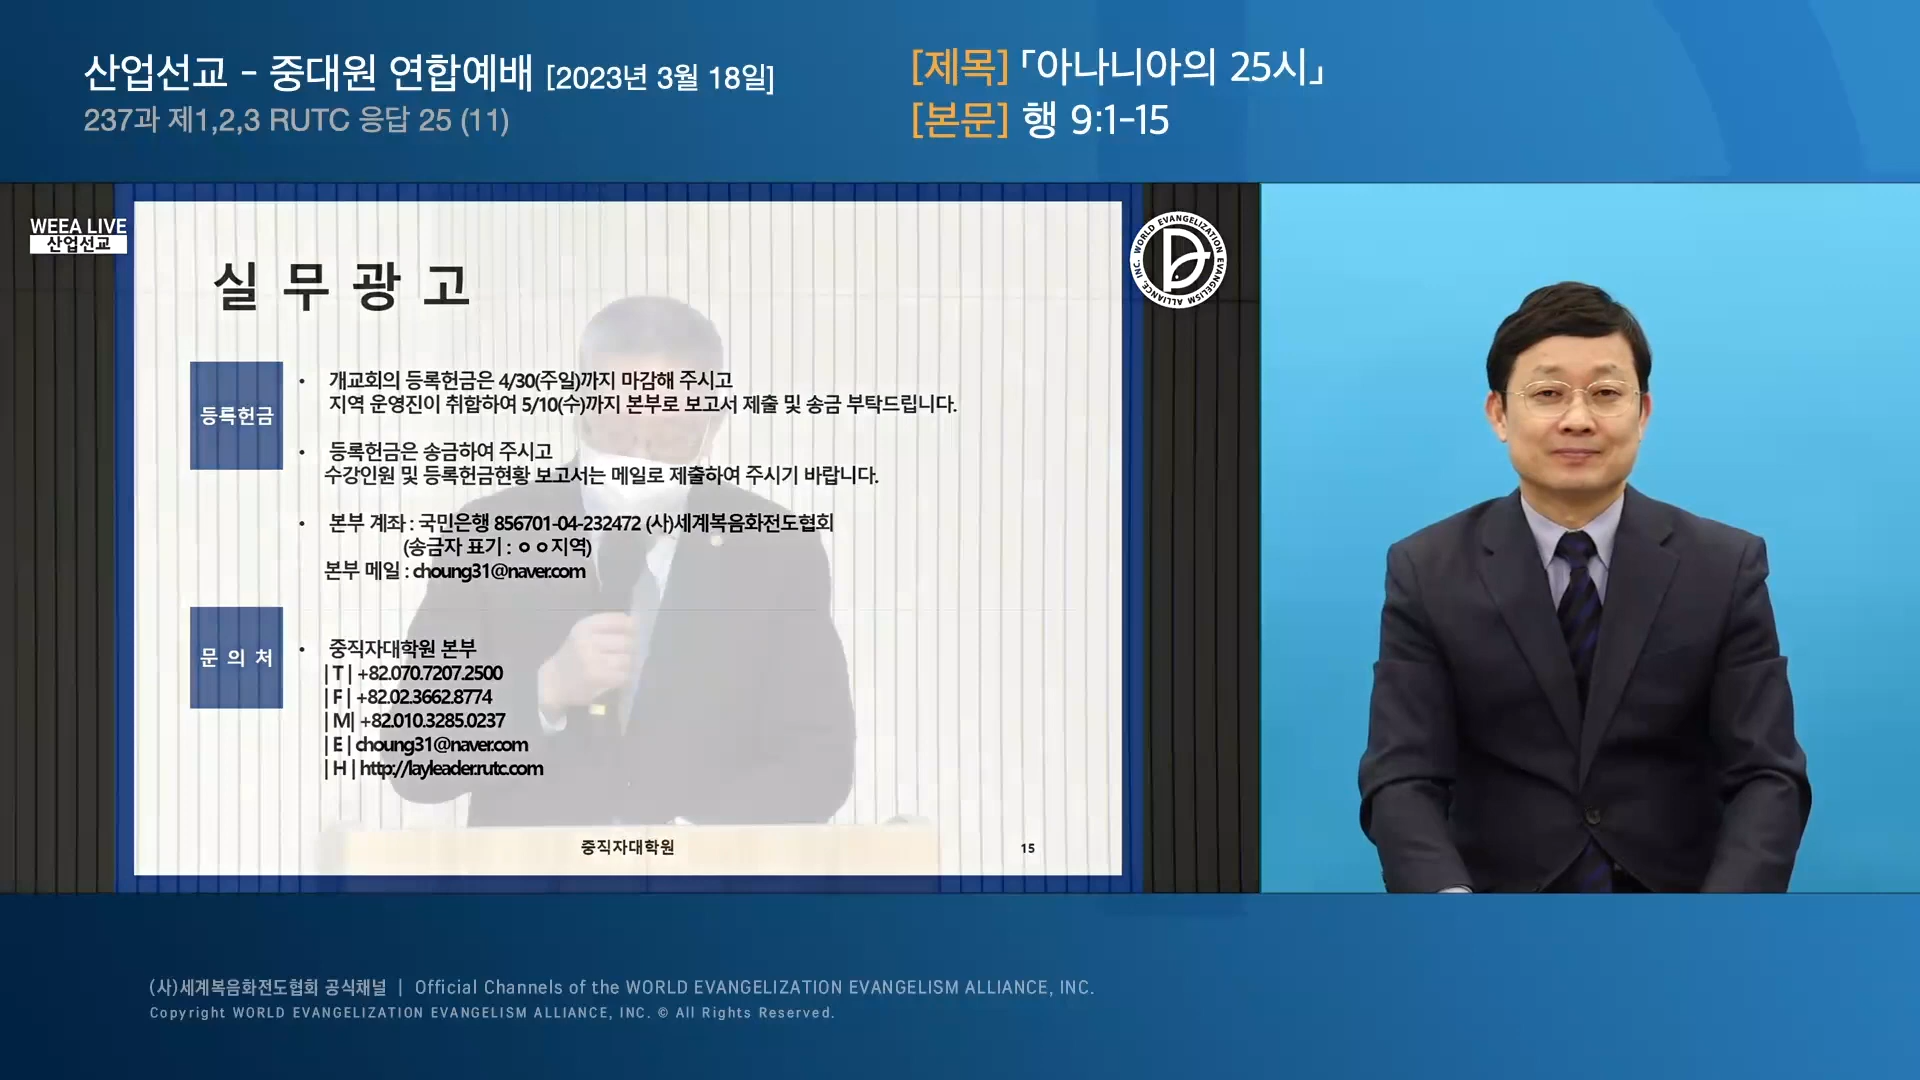 산업선교 - 중대원 연합예배 [2023년 3월 18일]
237과 제1,2,3 RUTC 응답 25 (11)
[제목] 「아나니아의 25시」
[본문] 행 9:1-15
WEEA LIVE
산업선교
WORLD EVANGELIZATION EVANGELISM ALLIANCE, INC.
실 무 광 고
등록헌금
• 개교회의 등록헌금은 4/30(주일)까지 마감해 주시고
지역 운영진이 취합하여 5/10(수)까지 본부로 보고서 제출 및 송금 부탁드립니다.
• 등록헌금은 송금하여 주시고
수강인원 및 등록헌금현황 보고서는 메일로 제출하여 주시기 바랍니다.
• 본부 계좌 : 국민은행 856701-04-232472 (사)세계복음화전도협회
(송금자 표기 : ㅇㅇ지역)
본부 메일 : choung31@naver.com
문 의 처
• 중직자대학원 본부
| T | +82.070.7207.2500
| F | +82.02.3662.8774
| M| +82.010.3285.0237
| E | choung31@naver.com
| H | http://layleader.rutc.com
중직자대학원
15
(사)세계복음화전도협회 공식채널 | Official Channels of the WORLD EVANGELIZATION EVANGELISM ALLIANCE, INC.
Copyright WORLD EVANGELIZATION EVANGELISM ALLIANCE, INC. © All Rights Reserved.